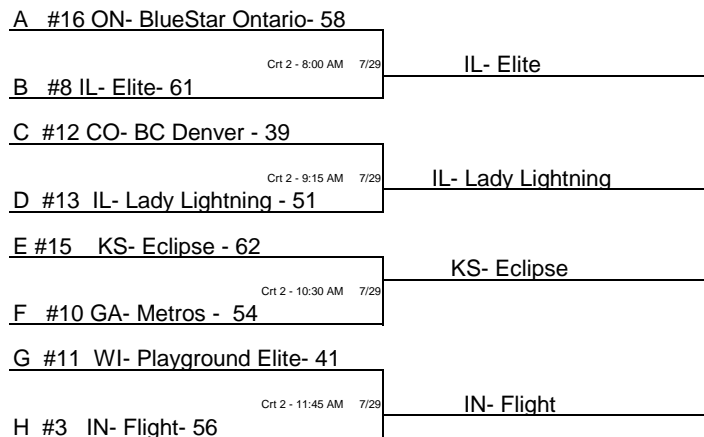 A #16 ON- BlueStar Ontario- 58
Crt 2 - 8:00 AM 7/29
IL- Elite
B #8 IL- Elite- 61
C #12 CO- BC Denver - 39
Crt 2 - 9:15 AM 7/29
IL- Lady Lightning
D #13 IL- Lady Lightning - 51
E #15 KS- Eclipse - 62
KS- Eclipse
Crt 2 - 10:30 AM 7/29
F #10 GA- Metros - 54
G #11 WI- Playground Elite- 41
Crt 2 - 11:45 AM 7/29
IN- Flight
H #3 IN- Flight- 56